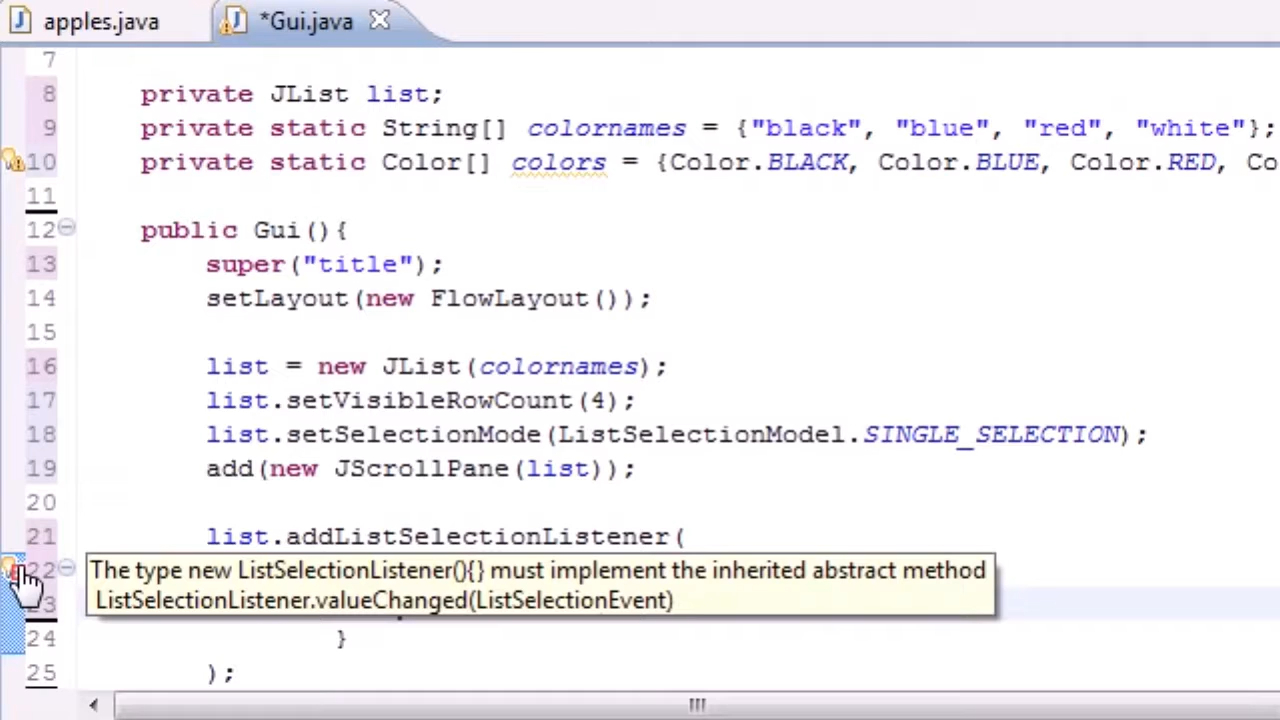 apples.java *Gui.java
7
8 private JList list;
9 private static String[] colornames = {"black", "blue", "red", "white"};
10 private static Color[] colors = {Color.BLACK, Color.BLUE, Color.RED, Co
11
12 public Gui(){
13 super("title");
14 setLayout(new FlowLayout());
15
16 list = new JList(colornames);
17 list.setVisibleRowCount(4);
18 list.setSelectionMode(ListSelectionModel.SINGLE_SELECTION);
19 add(new JScrollPane(list));
20
21 list.addListSelectionListener(
22 The type new ListSelectionListener(){} must implement the inherited abstract method
23 ListSelectionListener.valueChanged(ListSelectionEvent)
24 }
25 );